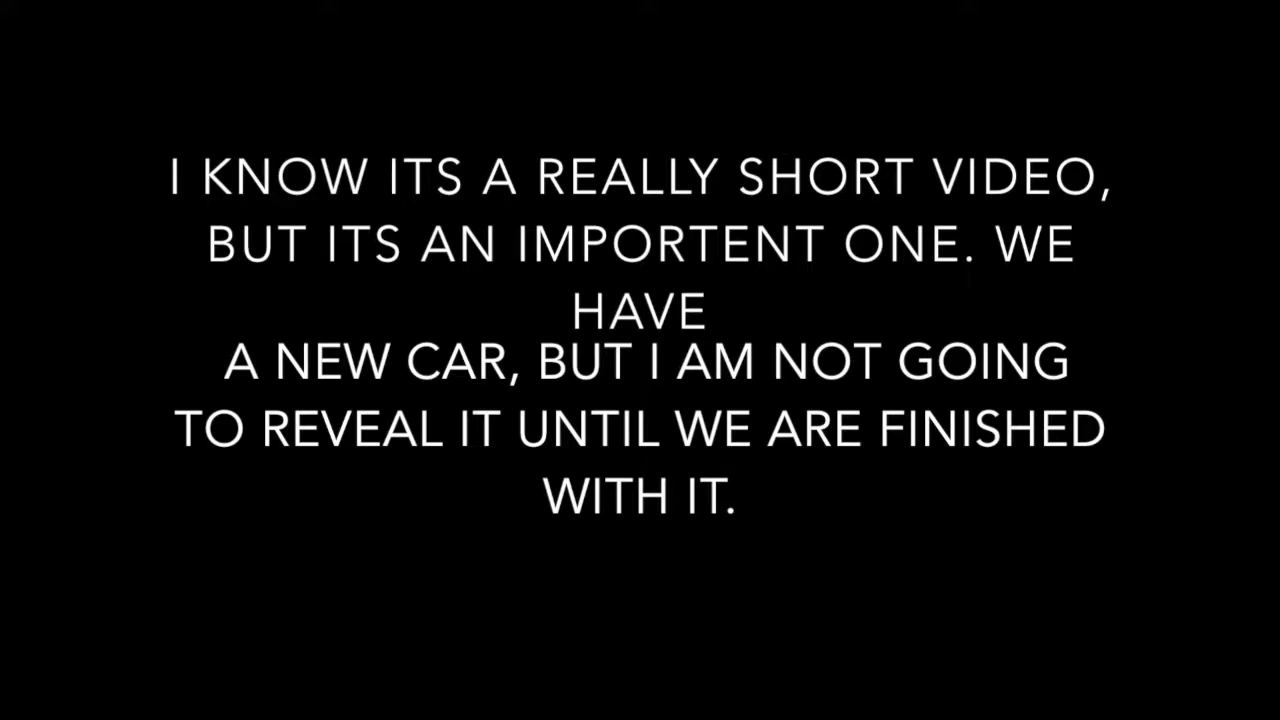 I KNOW ITS A REALLY SHORT VIDEO,
BUT ITS AN IMPORTENT ONE. WE
HAVE
A NEW CAR, BUT I AM NOT GOING
TO REVEAL IT UNTIL WE ARE FINISHED
WITH IT.